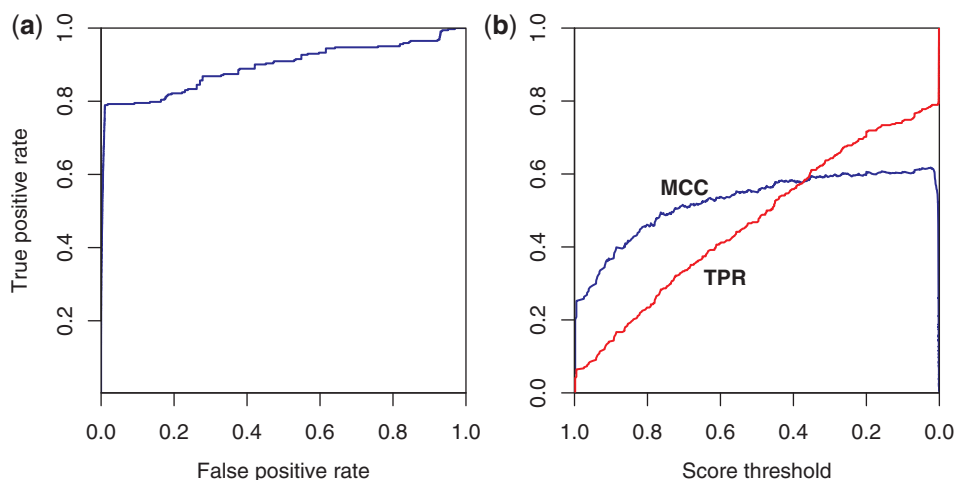 (a)
True positive rate
1.0
0.8
0.6
0.4
0.2
0.0 0.2 0.4 0.6 0.8 1.0
False positive rate
(b)
1.0
0.8
0.6
0.4
0.2
0.0
MCC
TPR
1.0 0.8 0.6 0.4 0.2 0.0
Score threshold